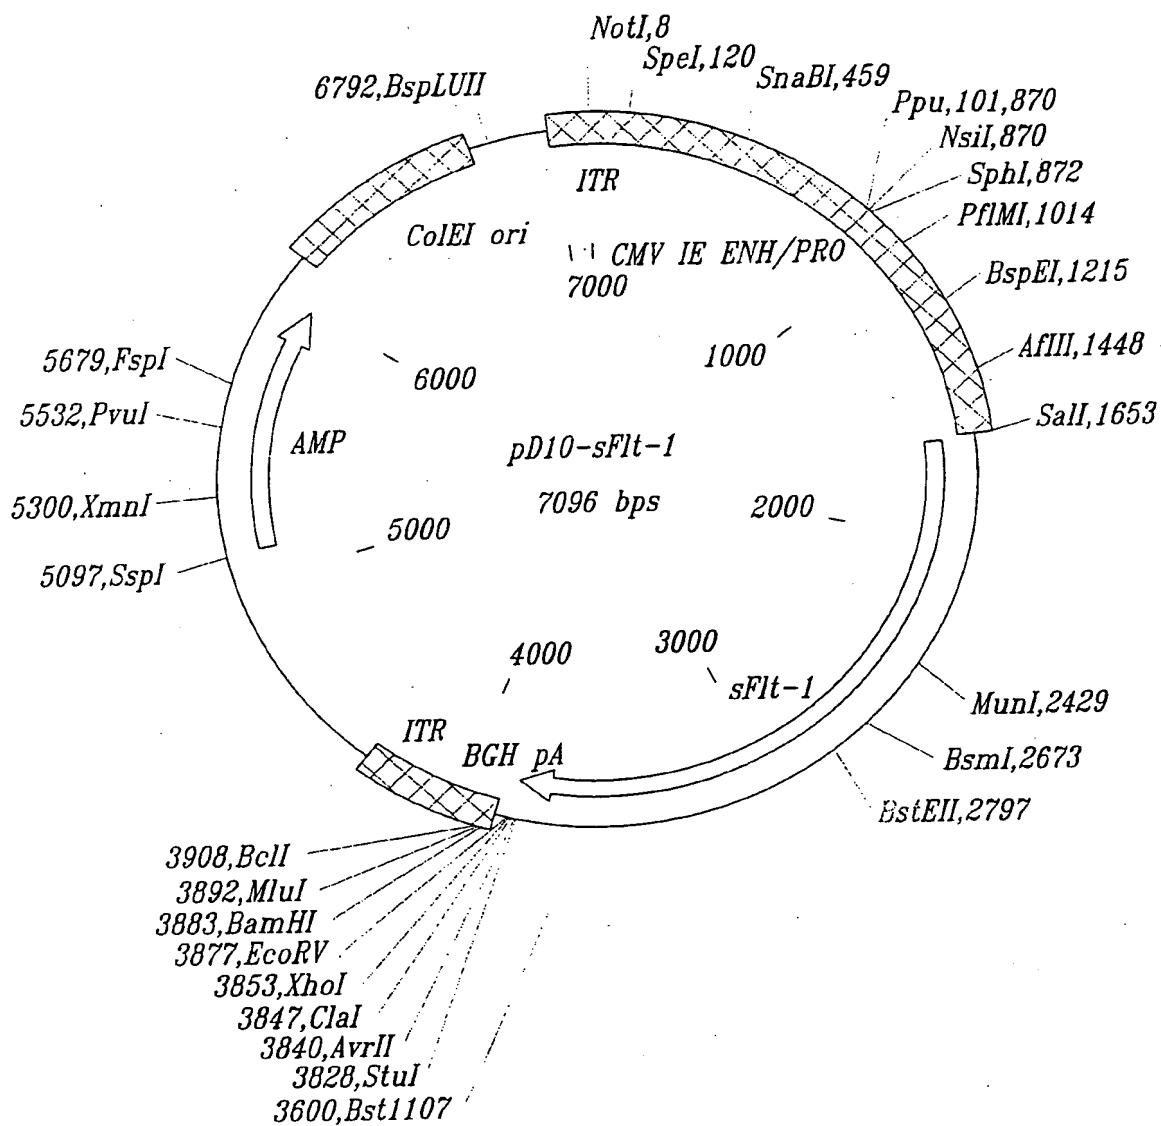 NotI,8
SpeI,120
SnaBI,459
6792,BspLUII
Ppu,101,870
NsiI,870
SphI,872
PflMI,1014
BspEI,1215
AflII,1448
SalI,1653
ITR
ColEI ori
CMV IE ENH/PRO
7000
1000
6000
5679,FspI
5532,PvuI
AMP
pD10-sFlt-1
7096 bps
2000
5300,XmnI
5000
5097,SspI
4000
3000
sFlt-1
MunI,2429
ITR
BGH pA
BsmI,2673
BstEII,2797
3908,BclI
3892,MluI
3883,BamHI
3877,EcoRV
3853,XhoI
3847,ClaI
3840,AvrII
3828,StuI
3600,Bst1107